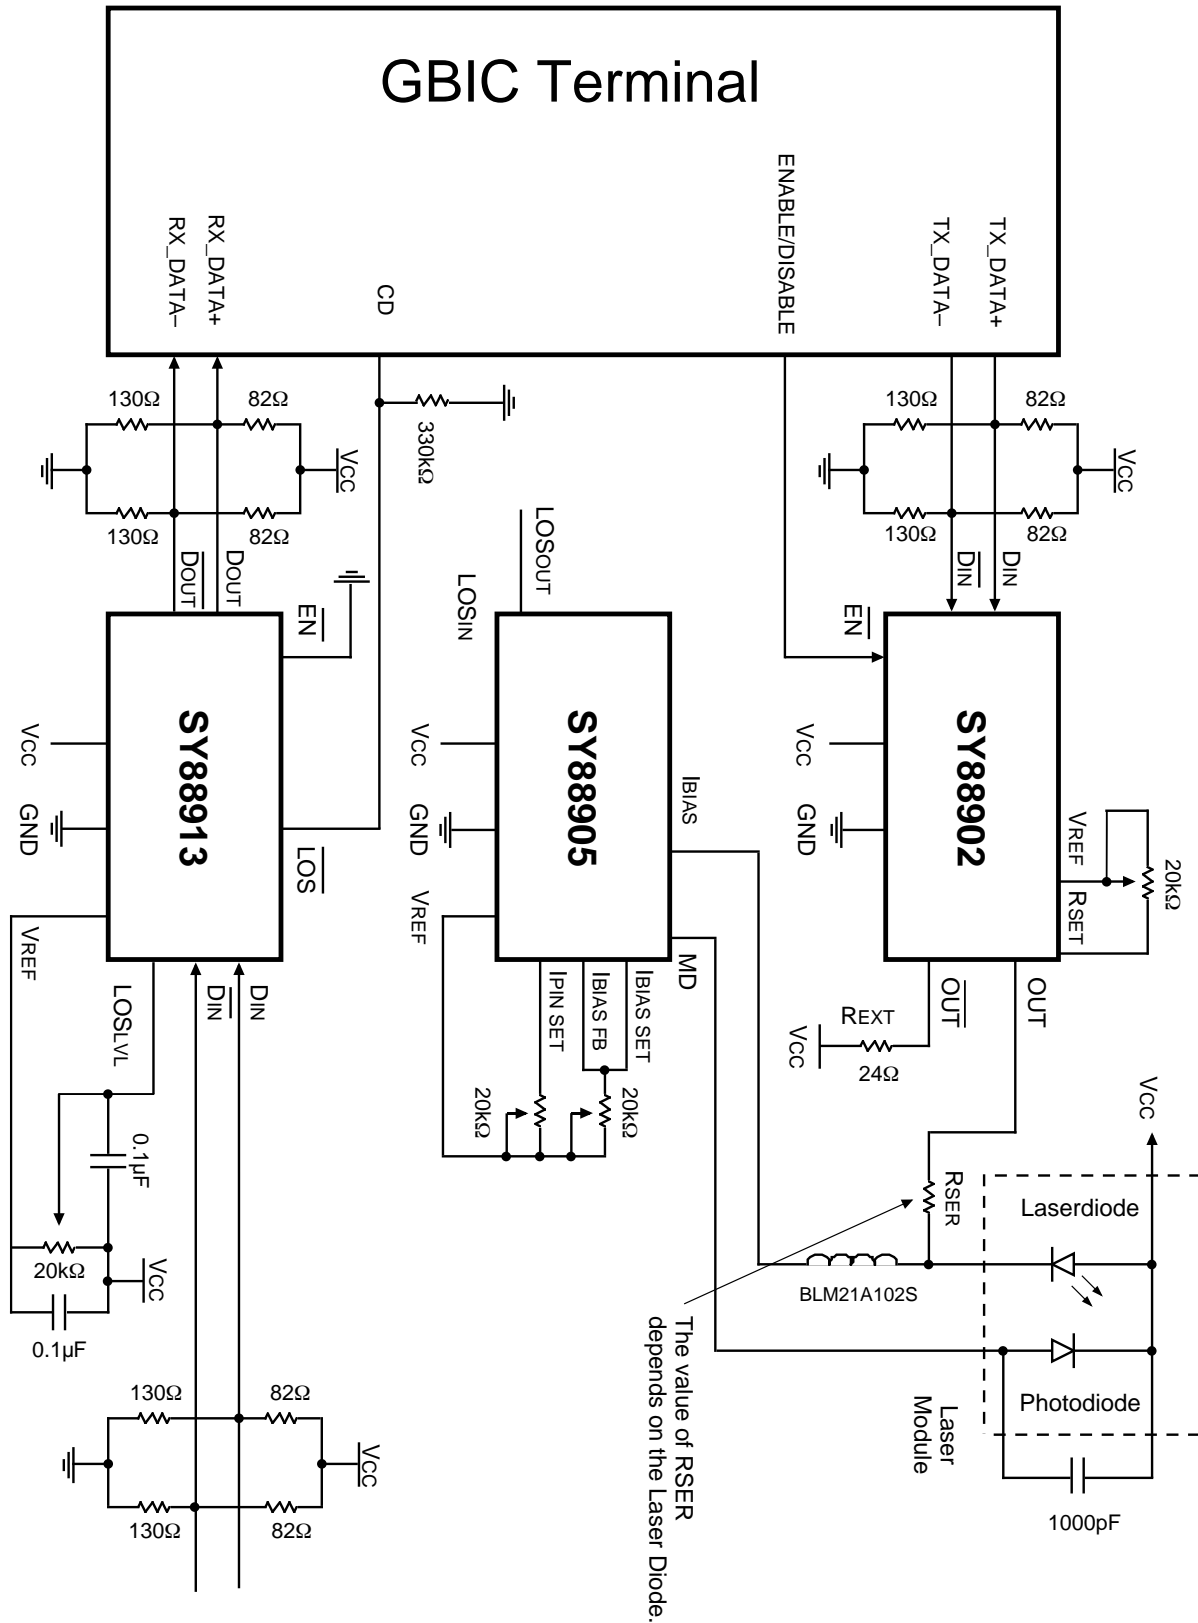 GBIC Terminal
RX_DATA–
RX_DATA+
CD
ENABLE/DISABLE
TX_DATA–
TX_DATA+
130Ω
82Ω
VCC
130Ω
82Ω
330kΩ
130Ω
82Ω
VCC
130Ω
82Ω
DOUT
DOUT
EN
LOSOUT
LOSIN
EN
DIN
DIN
SY88913
VCC
GND
VREF
LOS
LOSLVL
DIN
DIN
SY88905
VCC
GND
VREF
IBIAS
MD
IPIN SET
IBIAS FB
IBIAS SET
20kΩ
20kΩ
SY88902
VCC
GND
VREF
RSET
20kΩ
OUT
OUT
REXT
24Ω
VCC
VCC
0.1µF
20kΩ
VCC
0.1µF
RSER
BLM21A102S
Laserdiode
Photodiode
Laser
Module
1000pF
The value of RSER
depends on the Laser Diode.
130Ω
82Ω
VCC
130Ω
82Ω